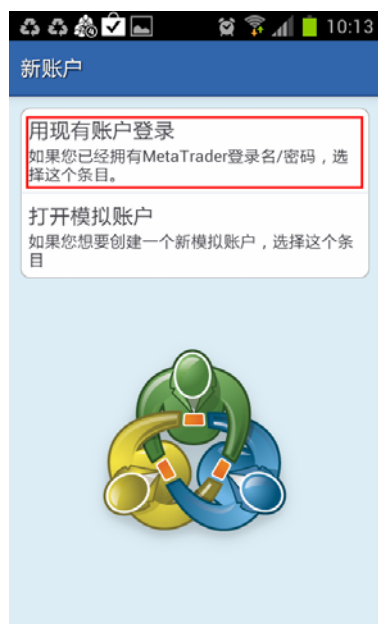 10:13
新账户
用现有账户登录
如果您已经拥有MetaTrader登录名/密码，选
择这个条目。
打开模拟账户
如果您想要创建一个新模拟账户，选择这个条
目